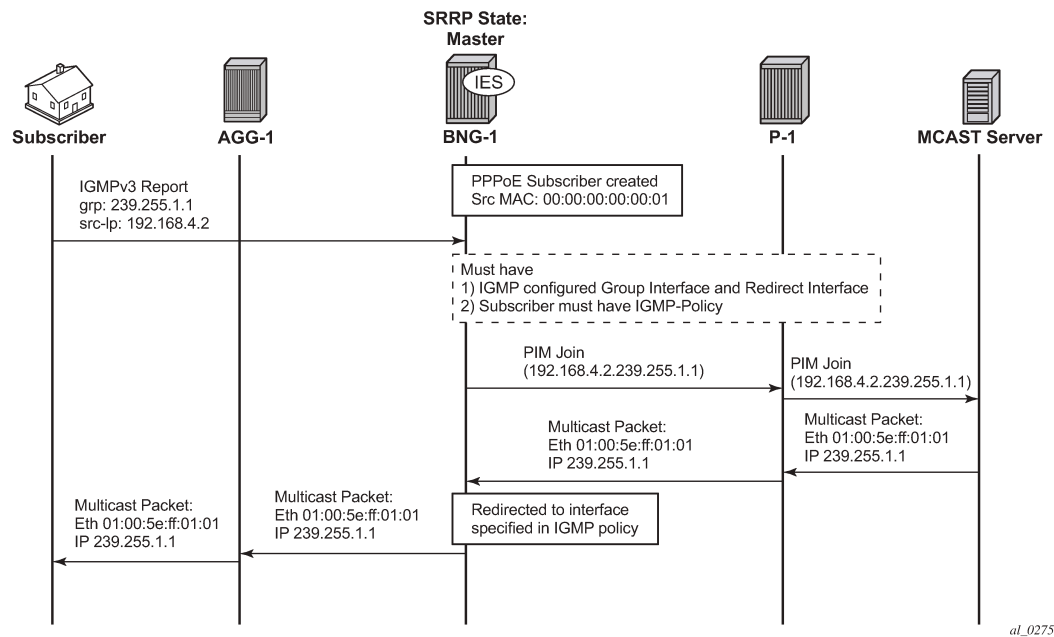 SRRP State:
Master
IES
Subscriber
AGG-1
BNG-1
P-1
MCAST Server
IGMPv3 Report
grp: 239.255.1.1
src-lp: 192.168.4.2
PPPoE Subscriber created
Src MAC: 00:00:00:00:00:01
Must have
1) IGMP configured Group Interface and Redirect Interface
2) Subscriber must have IGMP-Policy
PIM Join
(192.168.4.2.239.255.1.1)
PIM Join
(192.168.4.2.239.255.1.1)
Multicast Packet:
Eth 01:00:5e:ff:01:01
IP 239.255.1.1
Multicast Packet:
Eth 01:00:5e:ff:01:01
IP 239.255.1.1
Redirected to interface
specified in IGMP policy
Multicast Packet:
Eth 01:00:5e:ff:01:01
IP 239.255.1.1
Multicast Packet:
Eth 01:00:5e:ff:01:01
IP 239.255.1.1
al_0275